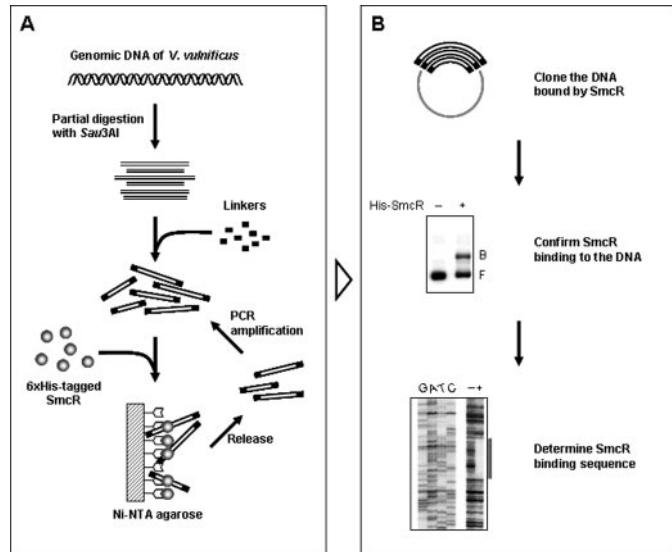 A
Genomic DNA of V. vulnificus
Partial digestion
with Sau3AI
Linkers
PCR
amplification
6xHis-tagged
SmcR
Release
Ni-NTA agarose
B
Clone the DNA
bound by SmcR
His-SmcR – +
B
F
Confirm SmcR
binding to the DNA
G A T C – +
Determine SmcR
binding sequence